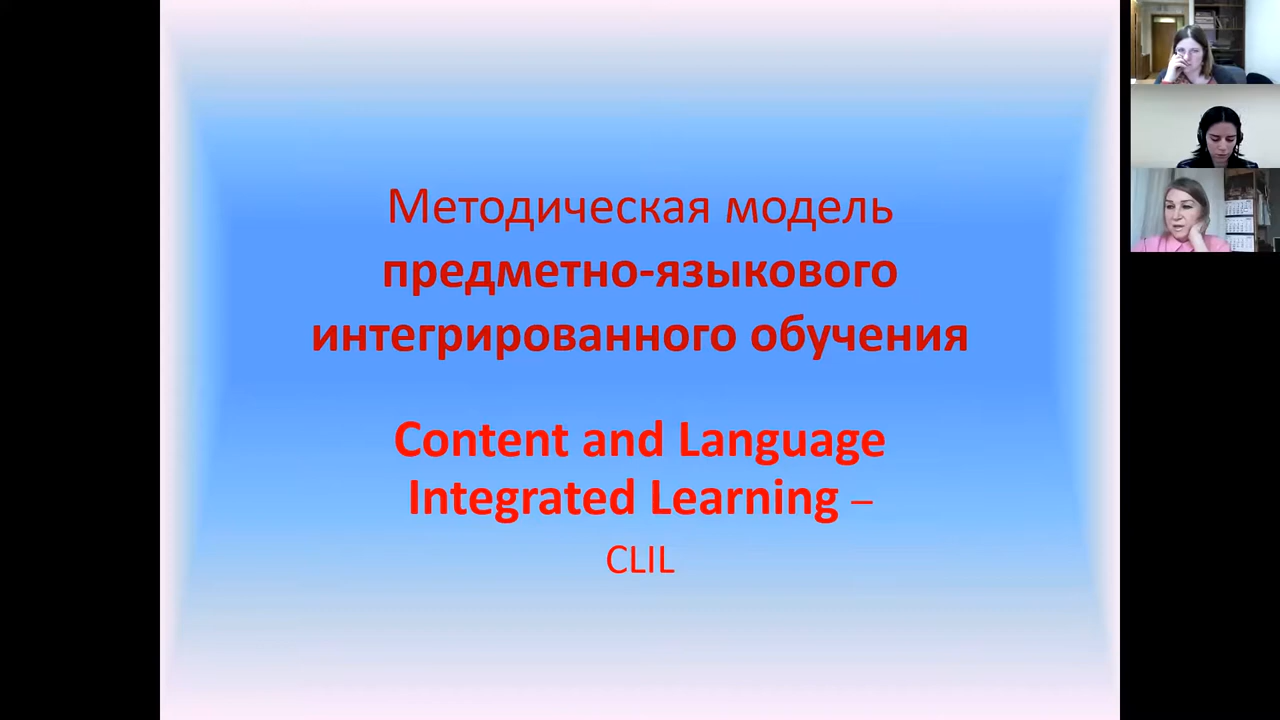 Методическая модель
предметно-языкового
интегрированного обучения
Content and Language
Integrated Learning –
CLIL